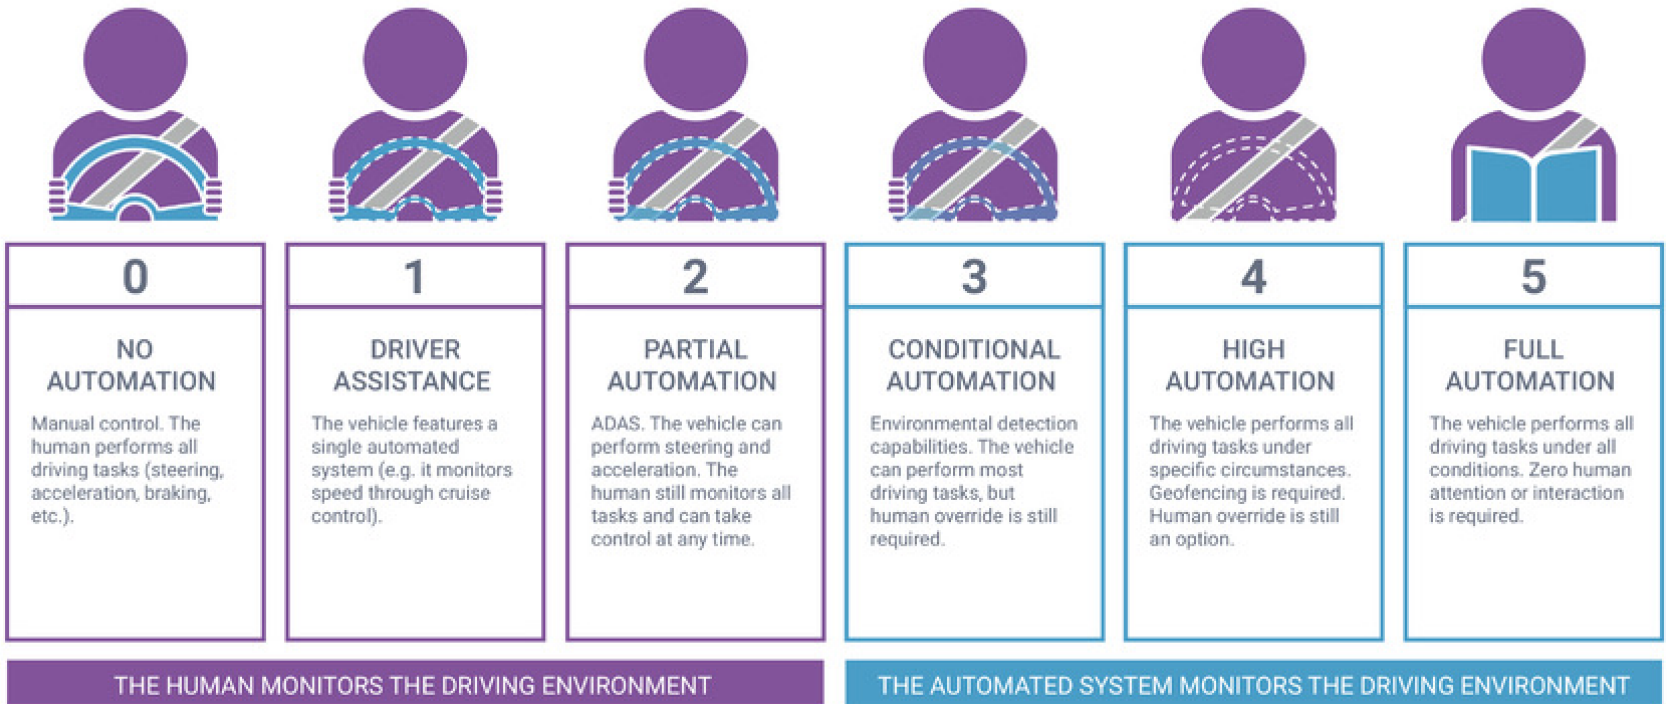 0
NO
AUTOMATION
Manual control. The
human performs all
driving tasks (steering,
acceleration, braking,
etc.).
1
DRIVER
ASSISTANCE
The vehicle features a
single automated
system (e.g. it monitors
speed through cruise
control).
2
PARTIAL
AUTOMATION
ADAS. The vehicle can
perform steering and
acceleration. The
human still monitors all
tasks and can take
control at any time.
3
CONDITIONAL
AUTOMATION
Environmental detection
capabilities. The vehicle
can perform most
driving tasks, but
human override is still
required.
4
HIGH
AUTOMATION
The vehicle performs all
driving tasks under
specific circumstances.
Geofencing is required.
Human override is still
an option.
5
FULL
AUTOMATION
The vehicle performs all
driving tasks under all
conditions. Zero human
attention or interaction
is required.
THE HUMAN MONITORS THE DRIVING ENVIRONMENT
THE AUTOMATED SYSTEM MONITORS THE DRIVING ENVIRONMENT